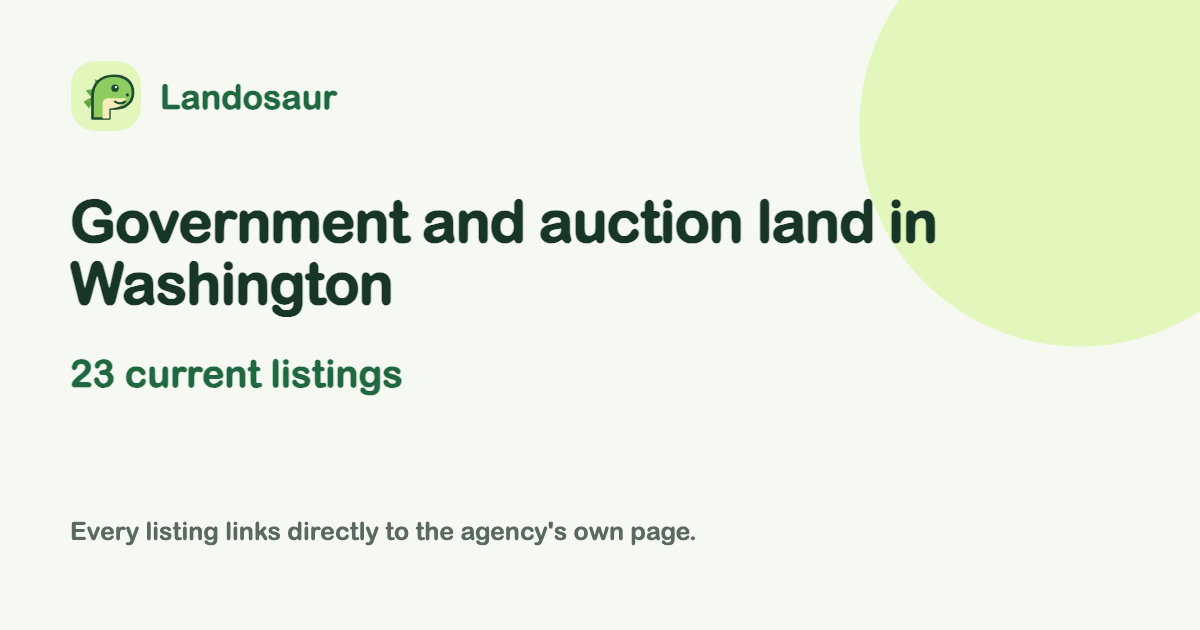 Landosaur
Government and auction land in
Washington
23 current listings
Every listing links directly to the agency's own page.